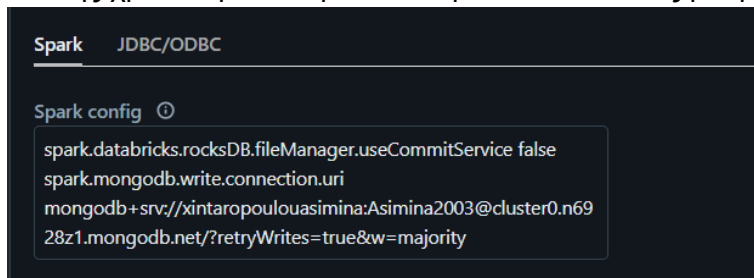 Spark JDBC/ODBC
Spark config
spark.databricks.rocksDB.fileManager.useCommitService false
spark.mongodb.write.connection.uri
mongodb+srv://xintaropoulouasimina:Asimina2003@cluster0.n69
28z1.mongodb.net/?retryWrites=true&w=majority